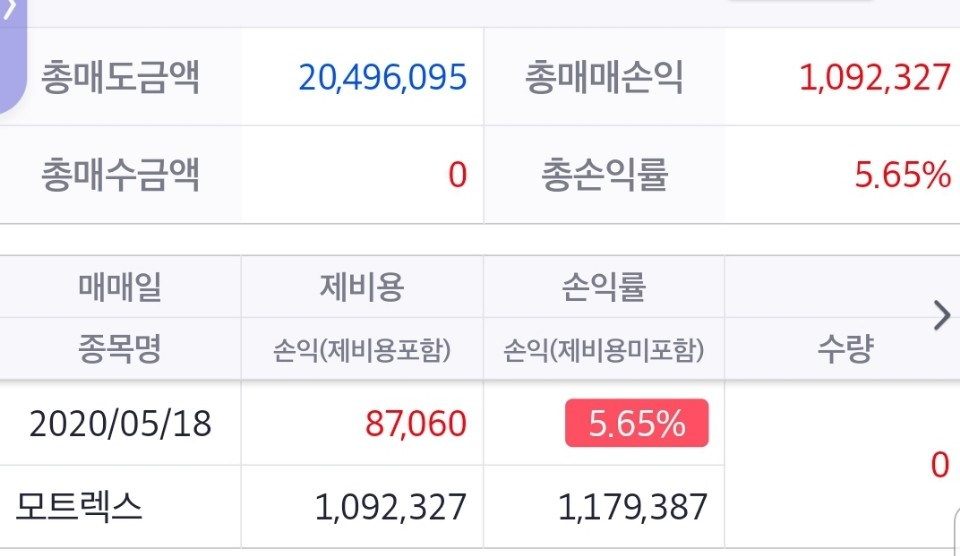 총매도금액 20,496,095 총매매손익 1,092,327
총매수금액 0 총손익률 5.65%
매매일 제비용 손익률
종목명 손익(제비용포함) 손익(제비용미포함) 수량
2020/05/18 87,060 5.65%
0
모트렉스 1,092,327 1,179,387